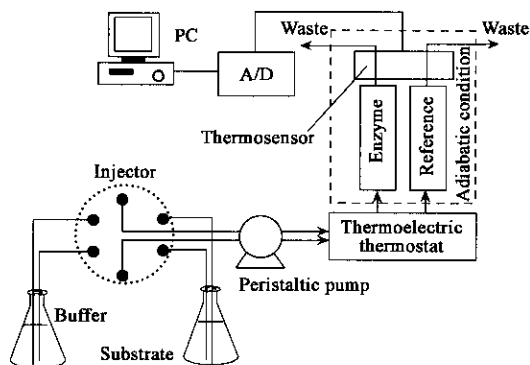 Waste
Waste
PC
A/D
Thermosensor
Enzyme
Reference
Adiabatic condition
Injector
Thermoelectric
thermostat
Peristaltic pump
Buffer
Substrate